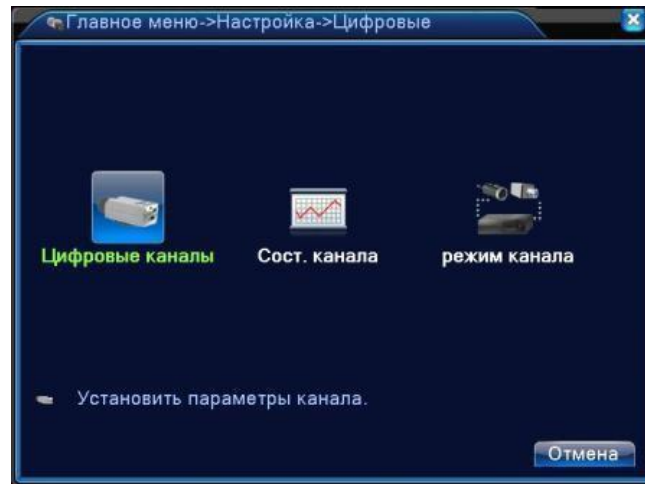 Главное меню->Настройка->Цифровые
Цифровые каналы Сост. канала режим канала
Установить параметры канала.
Отмена